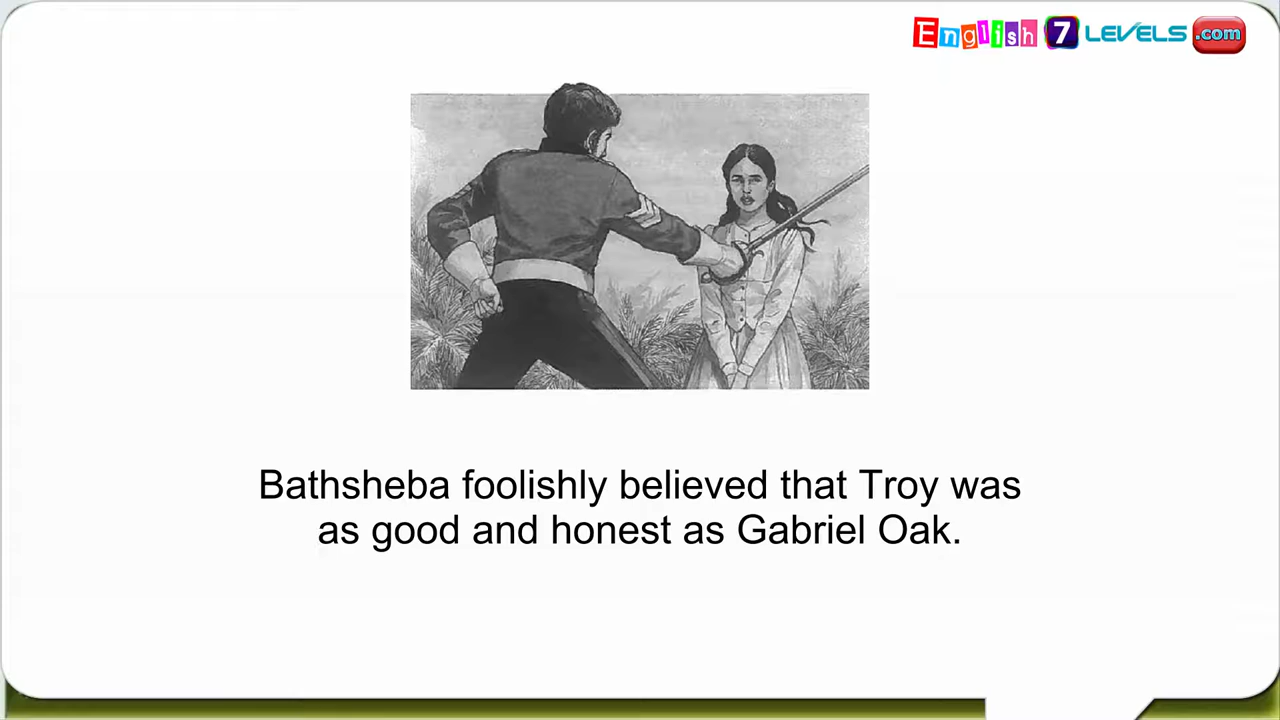 English 7 LEVELS .com
Bathsheba foolishly believed that Troy was
as good and honest as Gabriel Oak.